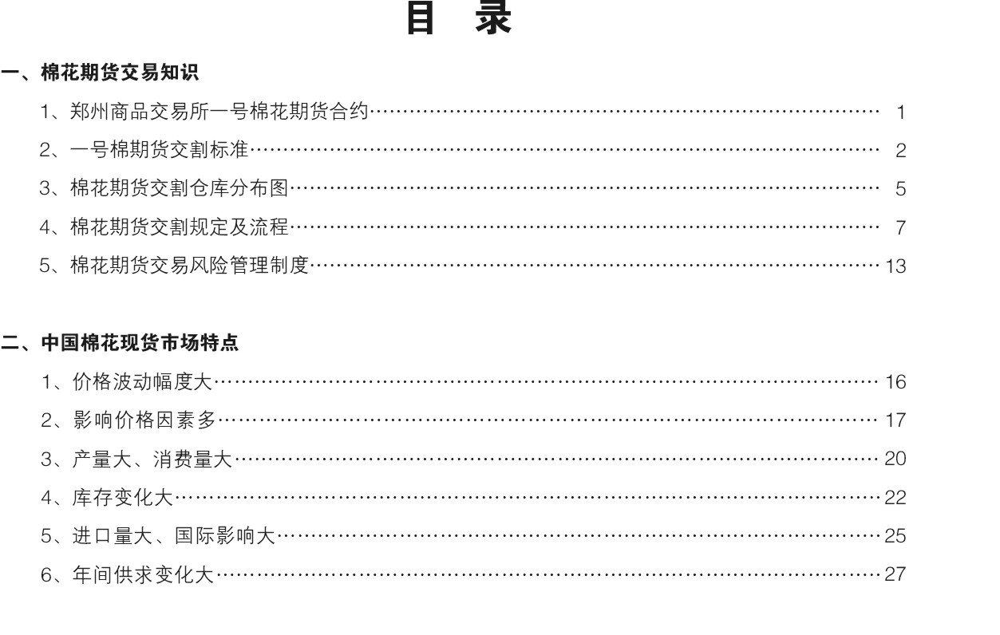 目 录
一、棉花期货交易知识
1、郑州商品交易所一号棉花期货合约…………………………………………………………………… 1
2、一号棉期货交割标准…………………………………………………………………………………… 2
3、棉花期货交割仓库分布图……………………………………………………………………………… 5
4、棉花期货交割规定及流程……………………………………………………………………………… 7
5、棉花期货交易风险管理制度…………………………………………………………………………… 13
二、中国棉花现货市场特点
1、价格波动幅度大………………………………………………………………………………………… 16
2、影响价格因素多………………………………………………………………………………………… 17
3、产量大、消费量大……………………………………………………………………………………… 20
4、库存变化大……………………………………………………………………………………………… 22
5、进口量大、国际影响大………………………………………………………………………………… 25
6、年间供求变化大………………………………………………………………………………………… 27